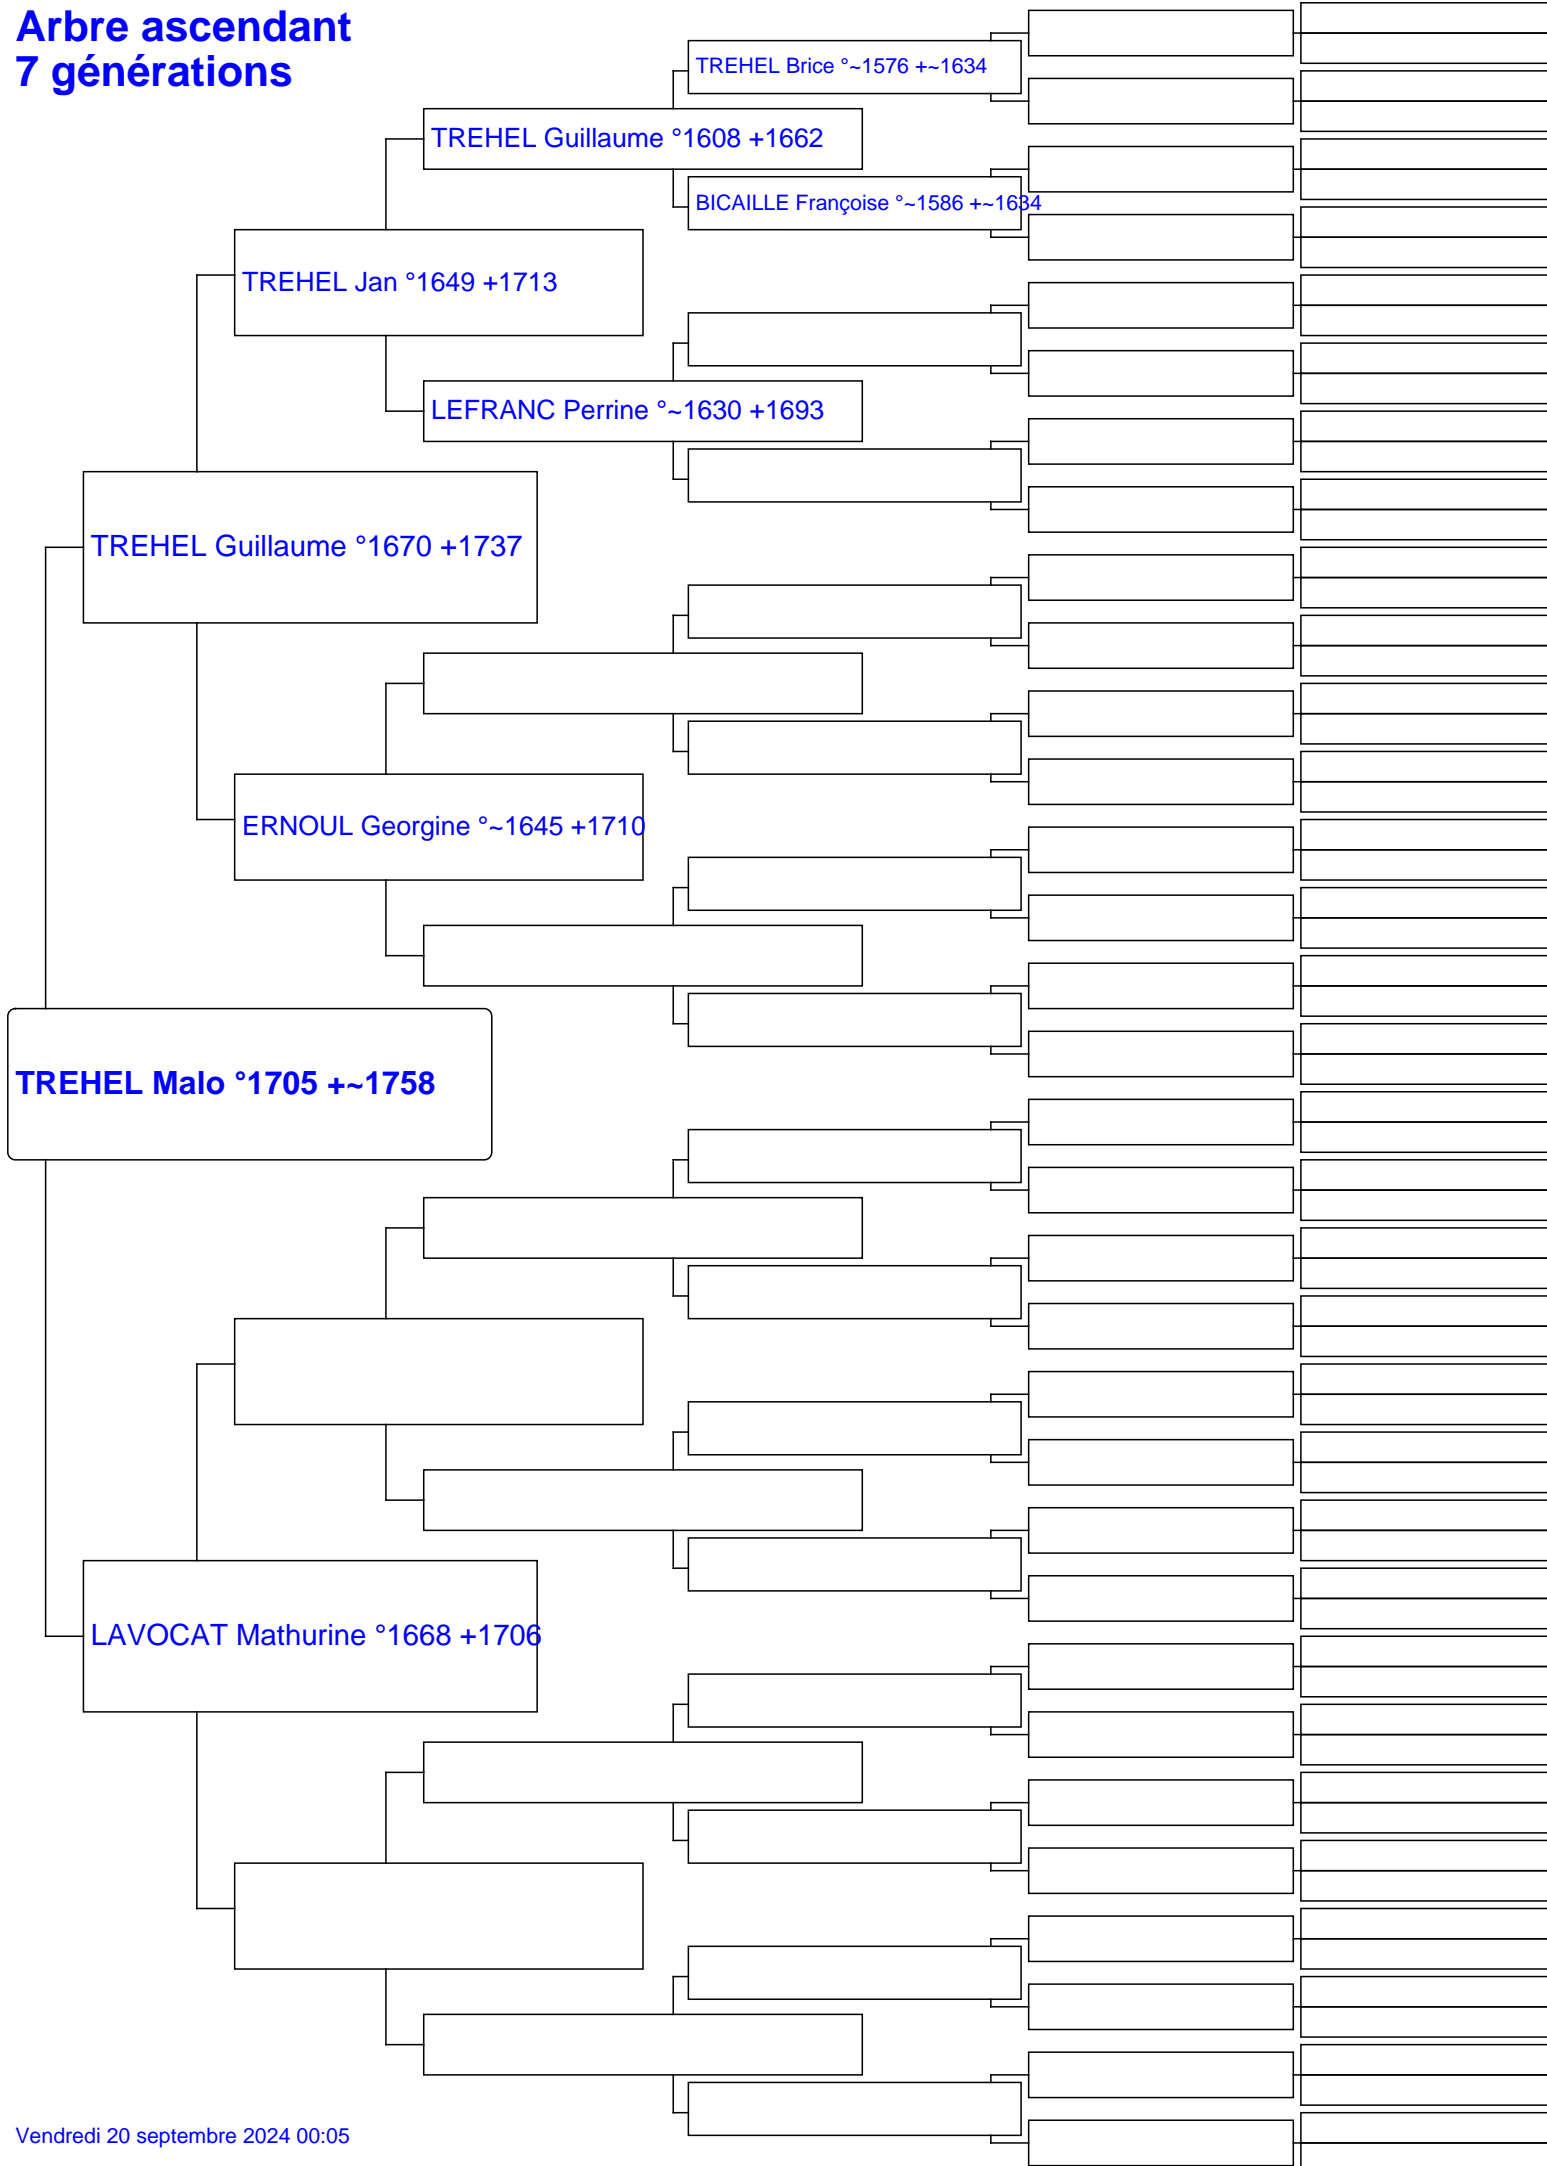 Arbre ascendant
7 générations
TREHEL Brice °~1576 +~1634
TREHEL Guillaume °1608 +1662
BICAILLE Françoise °~1586 +~1634
TREHEL Jan °1649 +1713
LEFRANC Perrine °~1630 +1693
TREHEL Guillaume °1670 +1737
ERNOUL Georgine °~1645 +1710
TREHEL Malo °1705 +~1758
LAVOCAT Mathurine °1668 +1706
Vendredi 20 septembre 2024 00:05